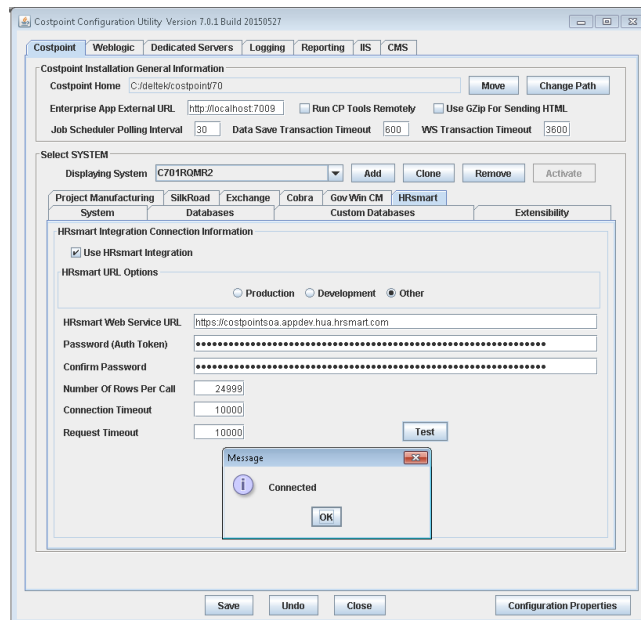 Costpoint Configuration Utility Version 7.0.1 Build 20150527
Costpoint Weblogic Dedicated Servers Logging Reporting IIS CMS
Costpoint Installation General Information
Costpoint Home C:/deltek/costpoint/70 Move Change Path
Enterprise App External URL http://localhost:7009 Run CP Tools Remotely Use GZip For Sending HTML
Job Scheduler Polling Interval 30 Data Save Transaction Timeout 600 WS Transaction Timeout 3600
Select SYSTEM
Displaying System C701RQMR2 Add Clone Remove Activate
Project Manufacturing SilkRoad Exchange Cobra GovWin CM HRsmart
System Databases Custom Databases Extensibility
HRsmart Integration Connection Information
Use HRsmart Integration
HRsmart URL Options
Production Development Other
HRsmart Web Service URL https://costpointsoa.appdev.hua.hrsmart.com
Password (Auth Token)
Confirm Password
Number Of Rows Per Call 24999
Connection Timeout 10000
Request Timeout 10000 Test
Message
Connected
OK
Save Undo Close Configuration Properties